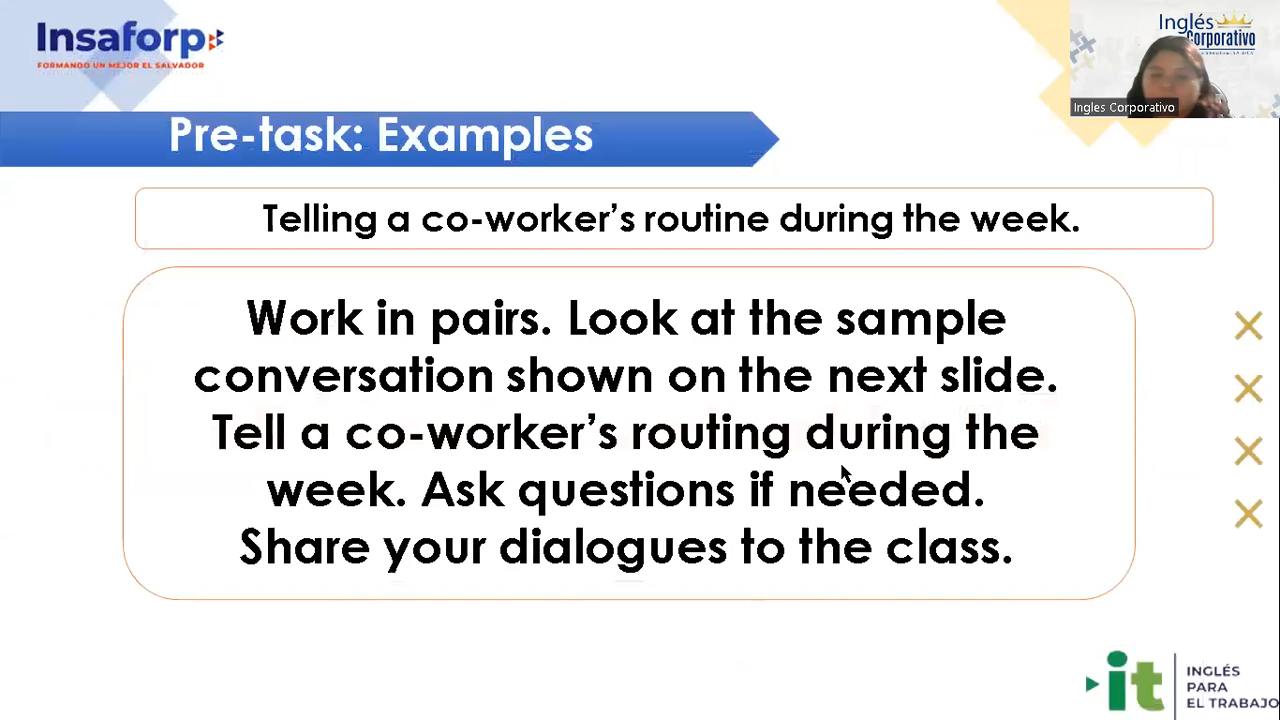 Insaforp
FORMANDO UN MEJOR EL SALVADOR
Inglés
Corporativo
Ingles Corporativo
Pre-task: Examples
Telling a co-worker's routine during the week.
Work in pairs. Look at the sample
conversation shown on the next slide.
Tell a co-worker's routing during the
week. Ask questions if needed.
Share your dialogues to the class.
it
INGLÉS
PARA
EL TRABAJO